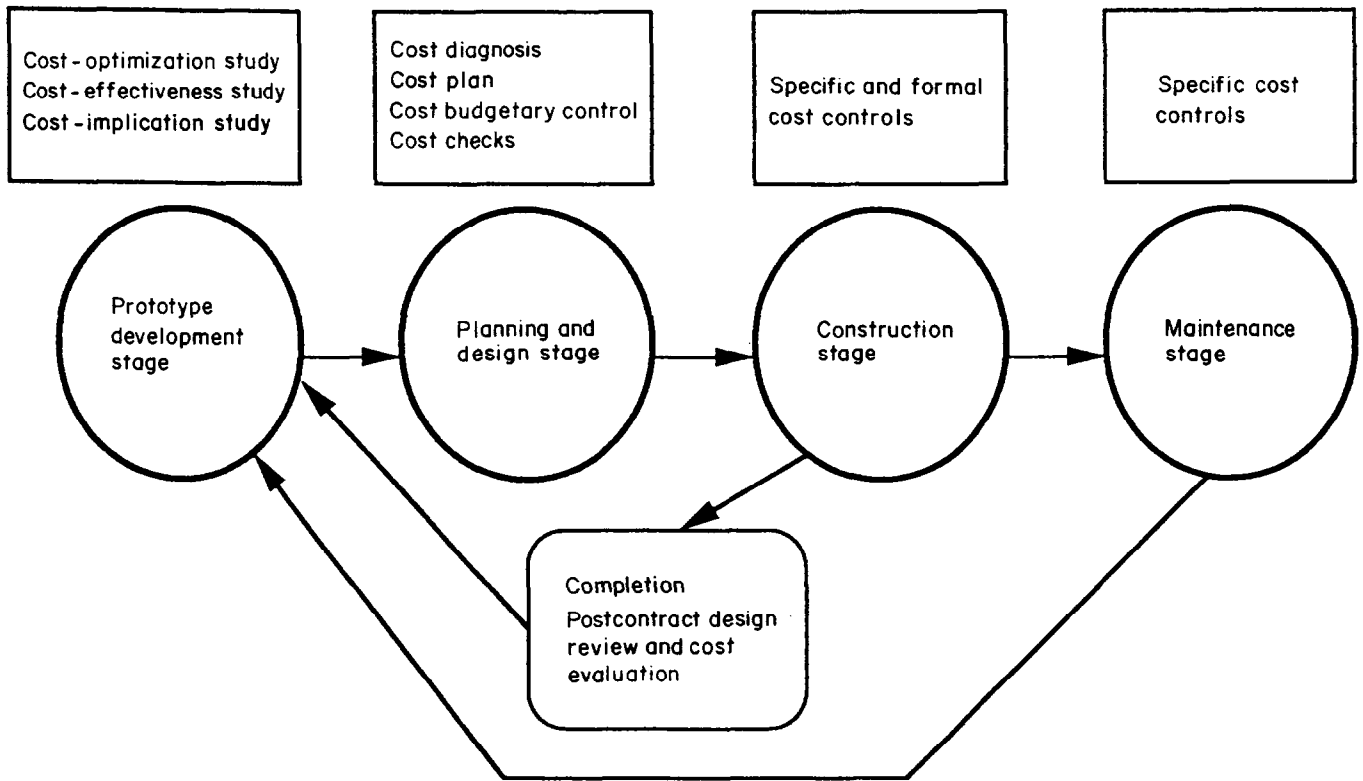 Cost-optimization study
Cost-effectiveness study
Cost-implication study
Cost diagnosis
Cost plan
Cost budgetary control
Cost checks
Specific and formal
cost controls
Specific cost
controls
Prototype
development
stage
Planning and
design stage
Construction
stage
Maintenance
stage
Completion
Postcontract design
review and cost
evaluation